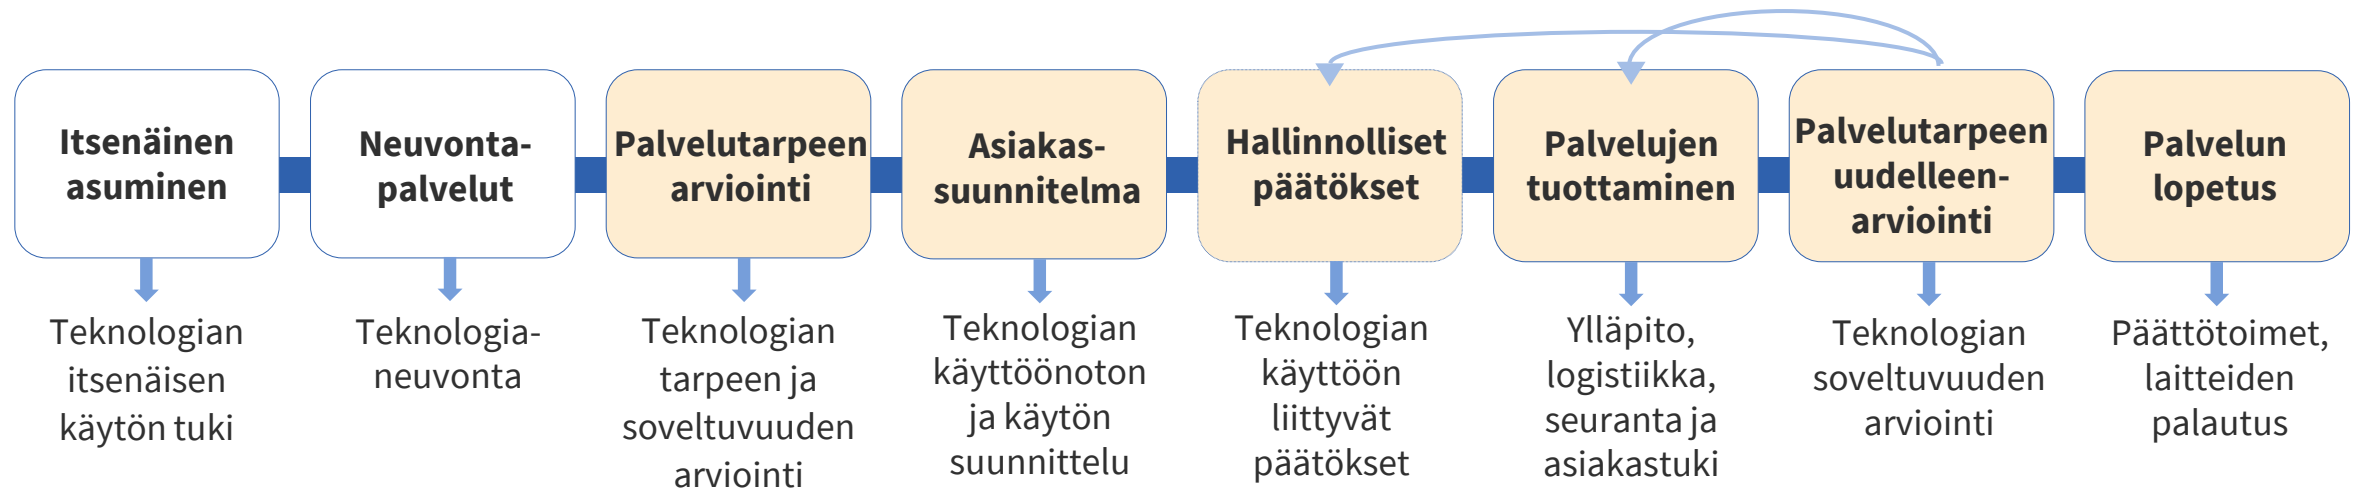 Itsenäinen
asuminen
Neuvonta-
palvelut
Palvelutarpeen
arviointi
Asiakas-
suunnitelma
Hallinnolliset
päätökset
Palvelujen
tuottaminen
Palvelutarpeen
uudelleen-
arviointi
Palvelun
lopetus
Teknologian
itsenäisen
käytön tuki
Teknologia-
neuvonta
Teknologian
tarpeen ja
soveltuvuuden
arviointi
Teknologian
käyttöönoton
ja käytön
suunnittelu
Teknologian
käyttöön
liittyvät
päätökset
Ylläpito,
logistiikka,
seuranta ja
asiakastuki
Teknologian
soveltuvuuden
arviointi
Päättötoimet,
laitteiden
palautus